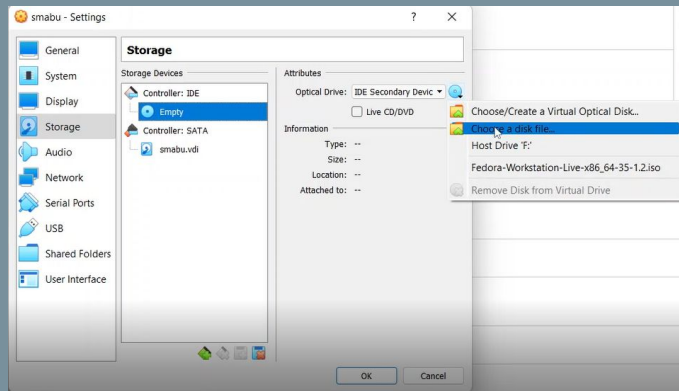 smabu - Settings
?
General
System
Display
Storage
Audio
Network
Serial Ports
USB
Shared Folders
User Interface
Storage
Storage Devices
Controller: IDE
Empty
Controller: SATA
smabu.vdi
Attributes
Optical Drive: IDE Secondary Devic
Live CD/DVD
Information
Type: --
Size: --
Location: --
Attached to: --
Choose/Create a Virtual Optical Disk...
Choose a disk file...
Host Drive 'F:'
Fedora-Workstation-Live-x86_64-35-1.2.iso
Remove Disk from Virtual Drive
OK
Cancel